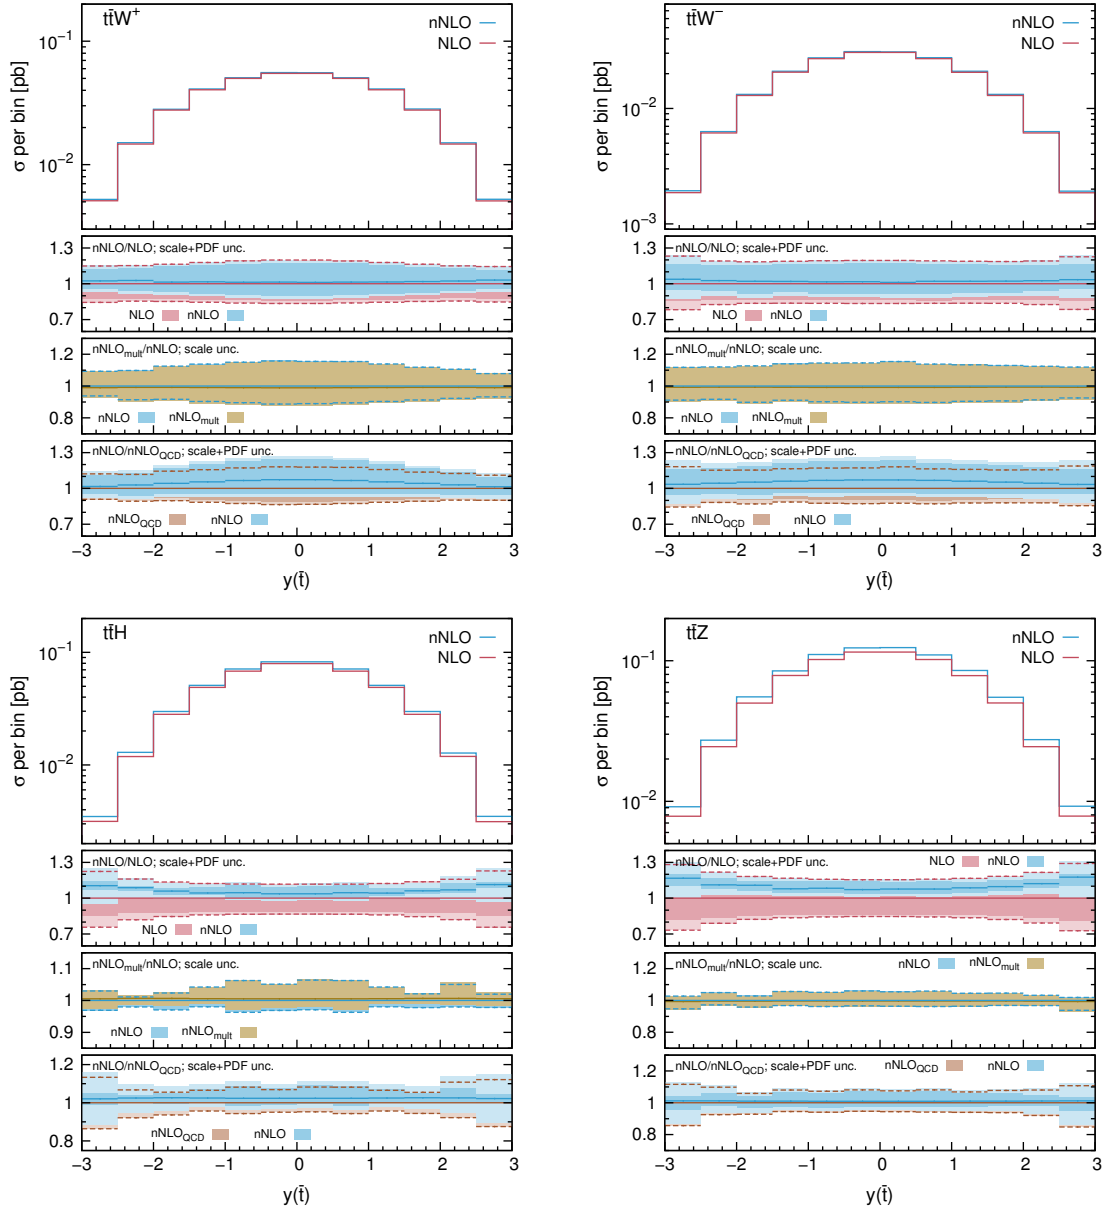 tt̄W⁺
nNLO
NLO
σ per bin [pb]
10⁻¹
10⁻²
nNLO/NLO; scale+PDF unc.
1.3
1
0.7
NLO nNLO
nNLOmult/nNLO; scale unc.
1.2
1
0.8
nNLO nNLOmult
nNLO/nNLOQCD; scale+PDF unc.
1.3
1
0.7
nNLOQCD nNLO
−3 −2 −1 0 1 2 3
y(t̄)
tt̄W⁻
nNLO
NLO
σ per bin [pb]
10⁻²
10⁻³
nNLO/NLO; scale+PDF unc.
1.3
1
0.7
NLO nNLO
nNLOmult/nNLO; scale unc.
1.2
1
0.8
nNLO nNLOmult
nNLO/nNLOQCD; scale+PDF unc.
1.3
1
0.7
nNLOQCD nNLO
−3 −2 −1 0 1 2 3
y(t̄)
tt̄H
nNLO
NLO
σ per bin [pb]
10⁻¹
10⁻²
nNLO/NLO; scale+PDF unc.
1.3
1
0.7
NLO nNLO
nNLOmult/nNLO; scale unc.
1.1
1
0.9
nNLO nNLOmult
nNLO/nNLOQCD; scale+PDF unc.
1.2
1
0.8
nNLOQCD nNLO
−3 −2 −1 0 1 2 3
y(t̄)
tt̄Z
nNLO
NLO
σ per bin [pb]
10⁻¹
10⁻²
nNLO/NLO; scale+PDF unc. NLO nNLO
1.3
1
0.7
nNLOmult/nNLO; scale unc. nNLO nNLOmult
1.2
1
0.8
nNLO/nNLOQCD; scale+PDF unc. nNLOQCD nNLO
1.3
1
0.7
−3 −2 −1 0 1 2 3
y(t̄)